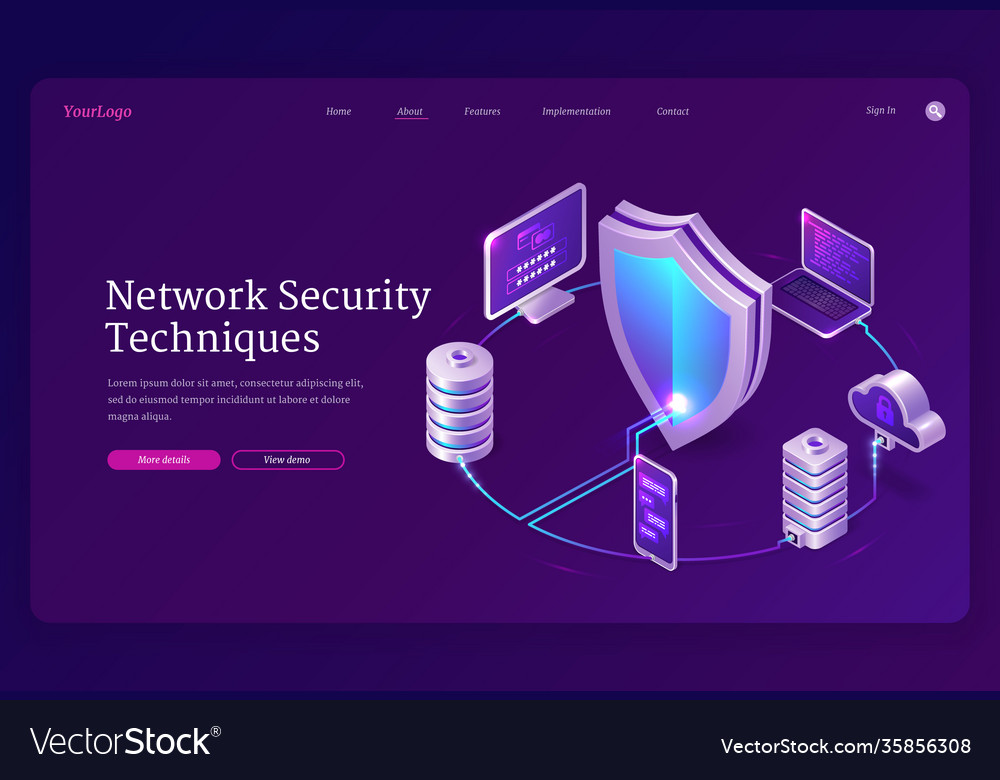 YourLogo
Home About Features Implementation Contact Sign In
Network Security
Techniques
Lorem ipsum dolor sit amet, consectetur adipiscing elit,
sed do eiusmod tempor incididunt ut labore et dolore
magna aliqua.
More details View demo
VectorStock®
VectorStock.com/35856308